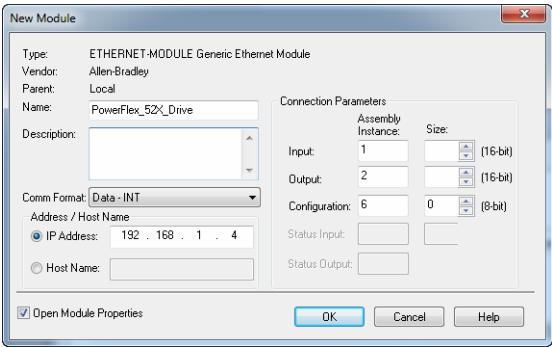 New Module
Type: ETHERNET-MODULE Generic Ethernet Module
Vendor: Allen-Bradley
Parent: Local
Name: PowerFlex_52X_Drive
Description:
Comm Format: Data - INT
Address / Host Name
IP Address: 192 . 168 . 1 . 4
Host Name:
Connection Parameters
Assembly Instance: Size:
Input: 1 (16-bit)
Output: 2 (16-bit)
Configuration: 6 0 (8-bit)
Status Input:
Status Output:
Open Module Properties
OK Cancel Help